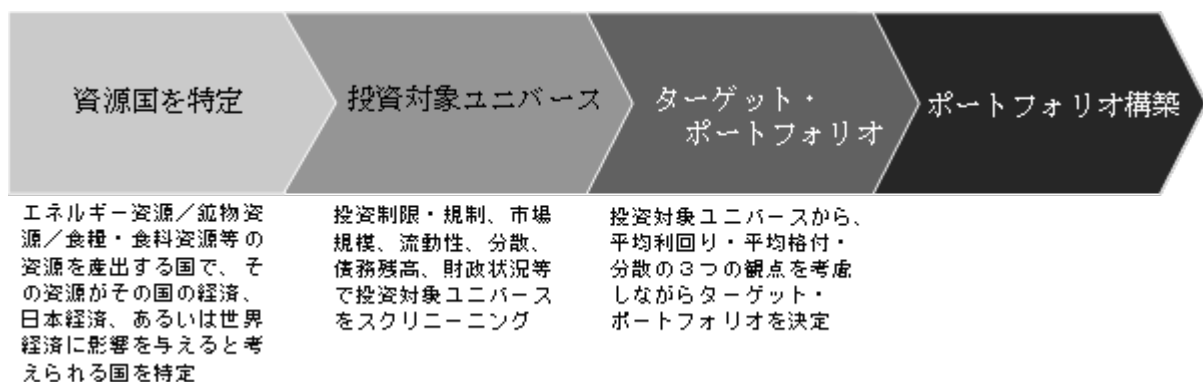 資源国を特定
投資対象ユニバース
ターゲット・
ポートフォリオ
ポートフォリオ構築
エネルギー資源／鉱物資
源／食糧・食料資源等の
資源を産出する国で、そ
の資源がその国の経済、
日本経済、あるいは世界
経済に影響を与えると考
えられる国を特定
投資制限・規制、市場
規模、流動性、分散、
債務残高、財政状況等
で投資対象ユニバース
をスクリーニング
投資対象ユニバースから、
平均利回り・平均格付・
分散の３つの観点を考慮
しながらターゲット・
ポートフォリオを決定